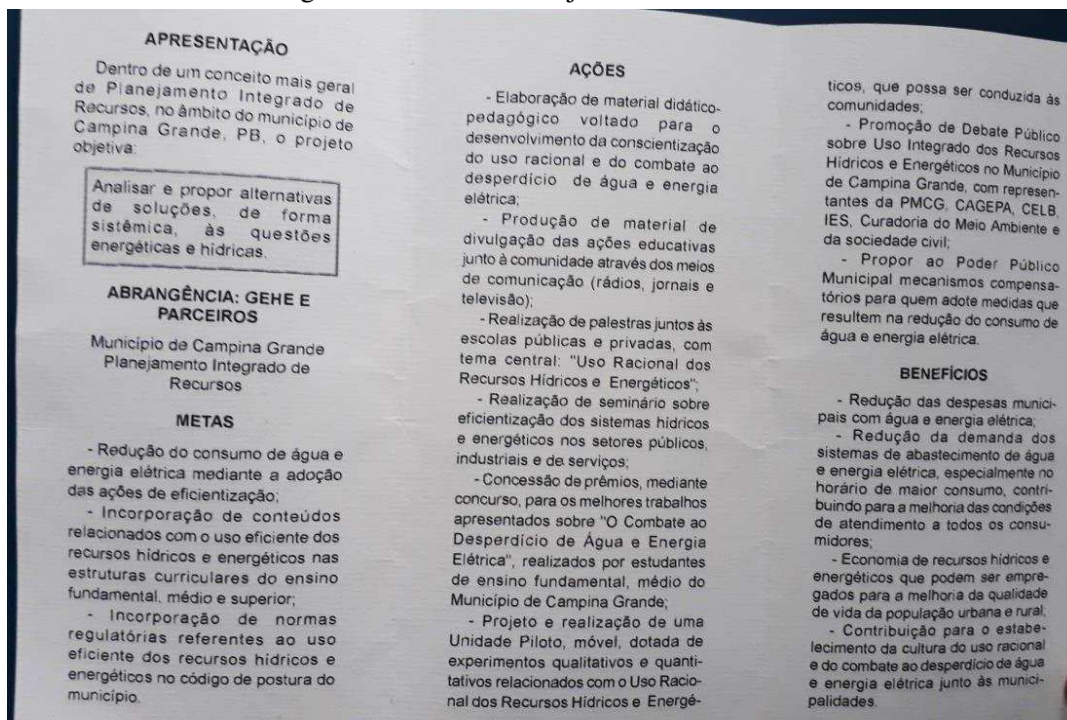 APRESENTAÇÃO
Dentro de um conceito mais geral
de Planejamento Integrado de
Recursos, no âmbito do município de
Campina Grande, PB, o projeto
objetiva:
Analisar e propor alternativas
de soluções, de forma
sistêmica, às questões
energéticas e hídricas.
ABRANGÊNCIA: GEHE E
PARCEIROS
Município de Campina Grande
Planejamento Integrado de
Recursos
METAS
- Redução do consumo de água e
energia elétrica mediante a adoção
das ações de eficientização;
- Incorporação de conteúdos
relacionados com o uso eficiente dos
recursos hídricos e energéticos nas
estruturas curriculares do ensino
fundamental, médio e superior;
- Incorporação de normas
regulatórias referentes ao uso
eficiente dos recursos hídricos e
energéticos no código de postura do
município.
AÇÕES
- Elaboração de material didático-
pedagógico voltado para o
desenvolvimento da conscientização
do uso racional e do combate ao
desperdício de água e energia
elétrica;
- Produção de material de
divulgação das ações educativas
junto à comunidade através dos meios
de comunicação (rádios, jornais e
televisão);
- Realização de palestras juntos às
escolas públicas e privadas, com
tema central: "Uso Racional dos
Recursos Hídricos e Energéticos";
- Realização de seminário sobre
eficientização dos sistemas hídricos
e energéticos nos setores públicos,
industriais e de serviços;
- Concessão de prêmios, mediante
concurso, para os melhores trabalhos
apresentados sobre "O Combate ao
Desperdício de Água e Energia
Elétrica", realizados por estudantes
de ensino fundamental, médio do
Município de Campina Grande;
- Projeto e realização de uma
Unidade Piloto, móvel, dotada de
experimentos qualitativos e quanti-
tativos relacionados com o Uso Racio-
nal dos Recursos Hídricos e Energé-
ticos, que possa ser conduzida às
comunidades;
- Promoção de Debate Público
sobre Uso Integrado dos Recursos
Hídricos e Energéticos no Município
de Campina Grande, com represen-
tantes da PMCG, CAGEPA, CELB,
IES, Curadoria do Meio Ambiente e
da sociedade civil;
- Propor ao Poder Público
Municipal mecanismos compensa-
tórios para quem adote medidas que
resultem na redução do consumo de
água e energia elétrica.
BENEFÍCIOS
- Redução das despesas munici-
pais com água e energia elétrica;
- Redução da demanda dos
sistemas de abastecimento de água
e energia elétrica, especialmente no
horário de maior consumo, contri-
buindo para a melhoria das condições
de atendimento a todos os consu-
midores;
- Economia de recursos hídricos e
energéticos que podem ser empre-
gados para a melhoria da qualidade
de vida da população urbana e rural;
- Contribuição para o estabe-
lecimento da cultura do uso racional
e do combate ao desperdício de água
e energia elétrica junto às munici-
palidades.